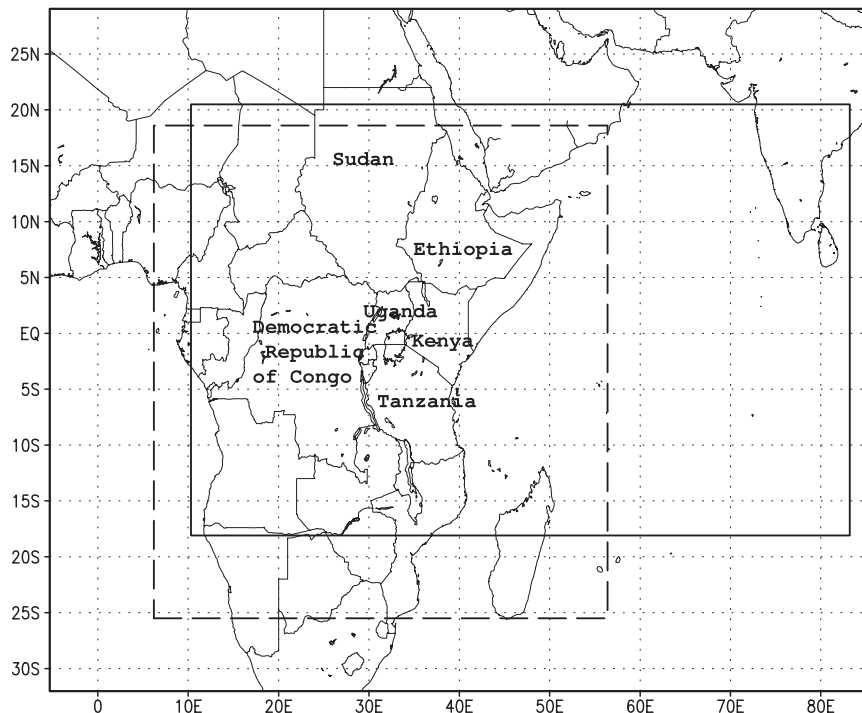 25N
20N
15N
10N
5N
EQ
5S
10S
15S
20S
25S
30S
Sudan
Ethiopia
Uganda
Democratic
Kenya
Republic
of Congo
Tanzania
0 10E 20E 30E 40E 50E 60E 70E 80E